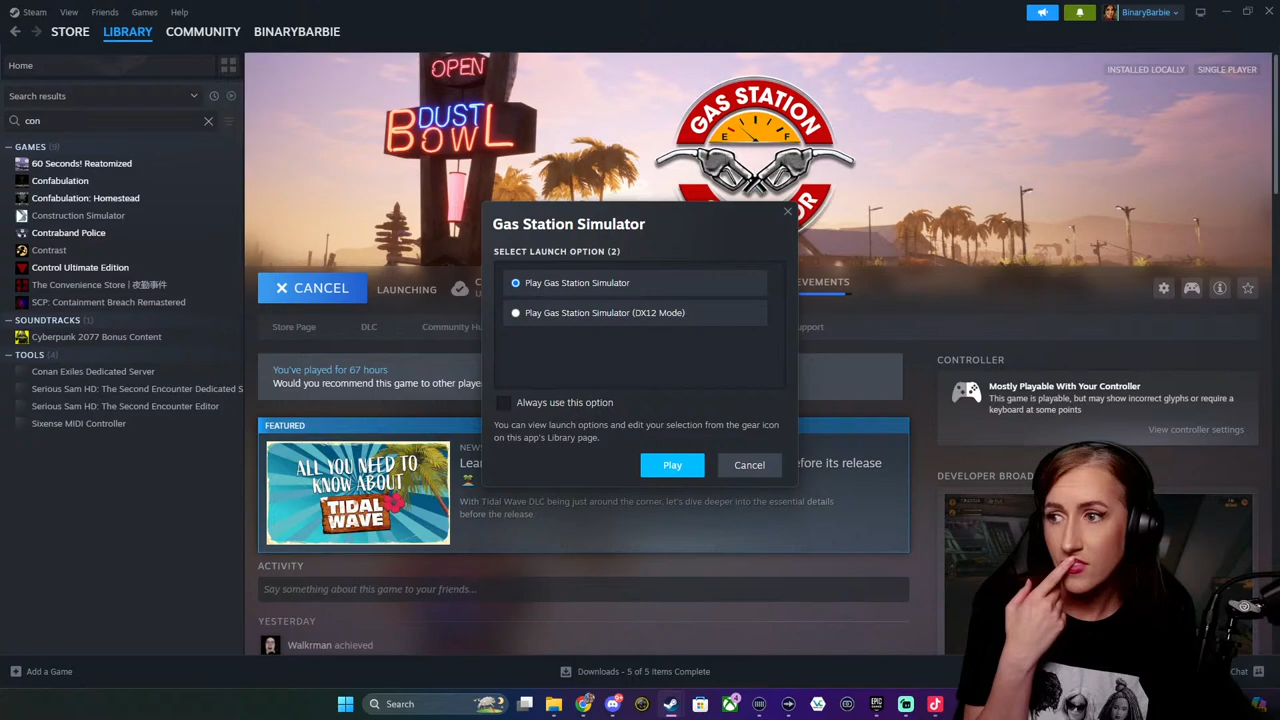 Steam View Friends Games Help
BinaryBarbie
STORE LIBRARY COMMUNITY BINARYBARBIE
Home
Search results
con
GAMES (9)
60 Seconds! Reatomized
Confabulation
Confabulation: Homestead
Construction Simulator
Contraband Police
Contrast
Control Ultimate Edition
The Convenience Store | 夜勤事件
SCP: Containment Breach Remastered
SOUNDTRACKS (1)
Cyberpunk 2077 Bonus Content
TOOLS (4)
Conan Exiles Dedicated Server
Serious Sam HD: The Second Encounter Dedicated S
Serious Sam HD: The Second Encounter Editor
Sixense MIDI Controller
Add a Game
OPEN
DUST
BOWL
GAS STATION
E F
INSTALLED LOCALLY SINGLE PLAYER
CANCEL
LAUNCHING
EVEMENTS
Store Page DLC Community Hu
upport
You've played for 67 hours
Would you recommend this game to other playe
Gas Station Simulator
SELECT LAUNCH OPTION (2)
Play Gas Station Simulator
Play Gas Station Simulator (DX12 Mode)
Always use this option
You can view launch options and edit your selection from the gear icon
on this app's Library page.
Play Cancel
FEATURED
ALL YOU NEED TO
KNOW ABOUT
TIDAL
WAVE
NEWS
Lear
efore its release
With Tidal Wave DLC being just around the corner, let's dive deeper into the essential details
before the release.
ACTIVITY
Say something about this game to your friends...
YESTERDAY
Walkrman achieved
CONTROLLER
Mostly Playable With Your Controller
This game is playable, but may show incorrect glyphs or require a
keyboard at some points
View controller settings
DEVELOPER BROAD
Downloads - 5 of 5 Items Complete
Chat
Search